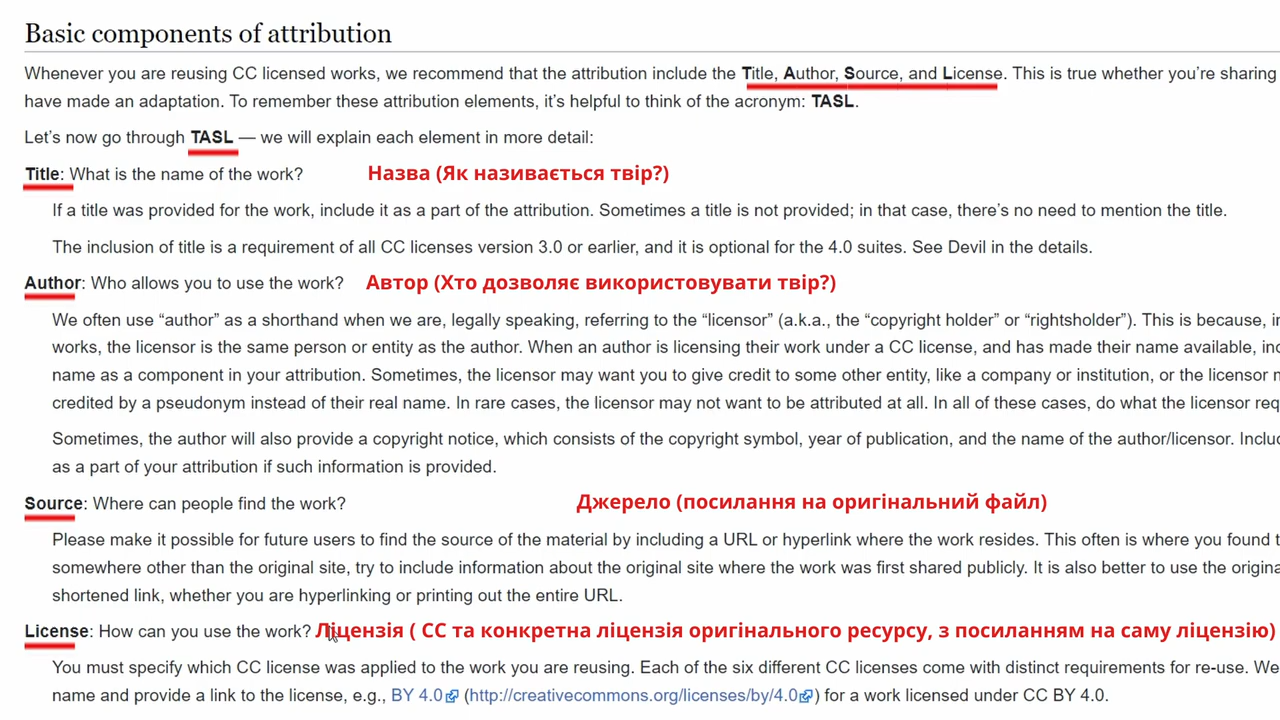 Basic components of attribution
Whenever you are reusing CC licensed works, we recommend that the attribution include the Title, Author, Source, and License. This is true whether you’re sharing
have made an adaptation. To remember these attribution elements, it’s helpful to think of the acronym: TASL.
Let’s now go through TASL — we will explain each element in more detail:
Title: What is the name of the work? Назва (Як називається твір?)
If a title was provided for the work, include it as a part of the attribution. Sometimes a title is not provided; in that case, there’s no need to mention the title.
The inclusion of title is a requirement of all CC licenses version 3.0 or earlier, and it is optional for the 4.0 suites. See Devil in the details.
Author: Who allows you to use the work? Автор (Хто дозволяє використовувати твір?)
We often use “author” as a shorthand when we are, legally speaking, referring to the “licensor” (a.k.a., the “copyright holder” or “rightsholder”). This is because,
works, the licensor is the same person or entity as the author. When an author is licensing their work under a CC license, and has made their name available,
name as a component in your attribution. Sometimes, the licensor may want you to give credit to some other entity, like a company or institution, or the licensor
credited by a pseudonym instead of their real name. In rare cases, the licensor may not want to be attributed at all. In all of these cases, do what the licensor
Sometimes, the author will also provide a copyright notice, which consists of the copyright symbol, year of publication, and the name of the author/licensor.
as a part of your attribution if such information is provided.
Source: Where can people find the work? Джерело (посилання на оригінальний файл)
Please make it possible for future users to find the source of the material by including a URL or hyperlink where the work resides. This often is where you found
somewhere other than the original site, try to include information about the original site where the work was first shared publicly. It is also better to use the
shortened link, whether you are hyperlinking or printing out the entire URL.
License: How can you use the work? Ліцензія ( СС та конкретна ліцензія оригінального ресурсу, з посиланням на саму ліцензію)
You must specify which CC license was applied to the work you are reusing. Each of the six different CC licenses come with distinct requirements for re-use. We
name and provide a link to the license, e.g., BY 4.0 (http://creativecommons.org/licenses/by/4.0) for a work licensed under CC BY 4.0.